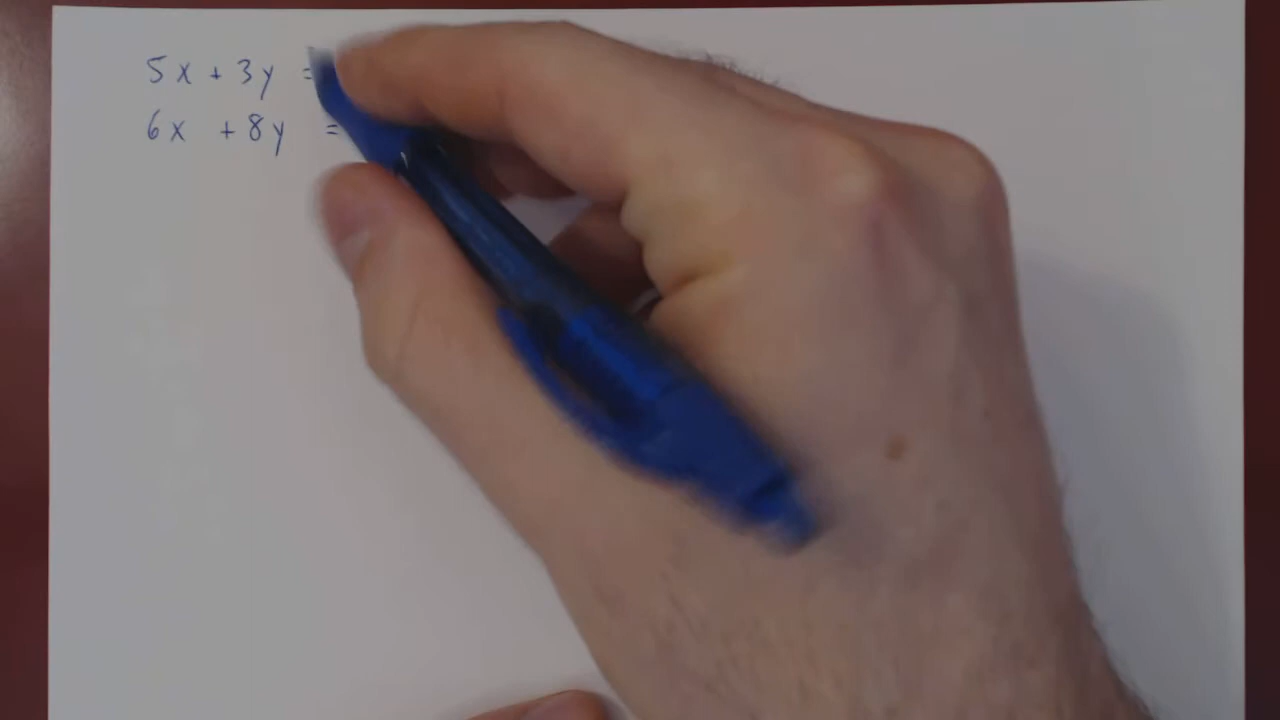 5x + 3y =
6x + 8y =